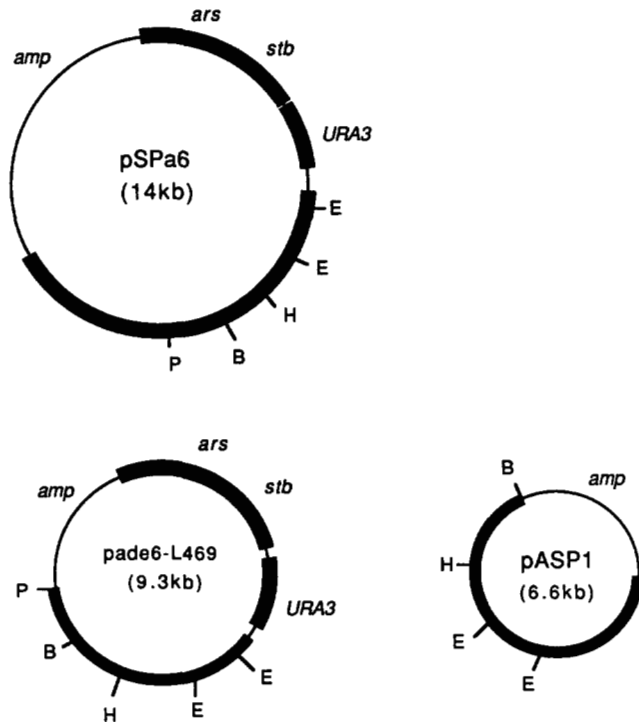 ars
stb
amp
URA3
pSPa6
(14kb)
E
E
H
B
P
ars
stb
amp
pade6-L469
(9.3kb)
URA3
P
B
H
E
E
B
amp
H
pASP1
(6.6kb)
E
E